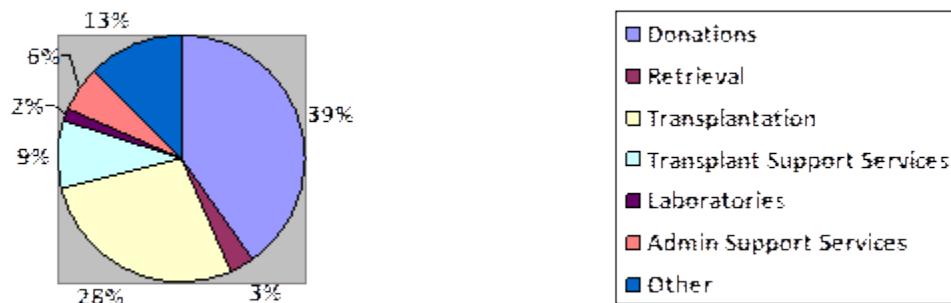 13%
6%
2%
9%
28%
3%
39%
Donations
Retrieval
Transplantation
Transplant Support Services
Laboratories
Admin Support Services
Other